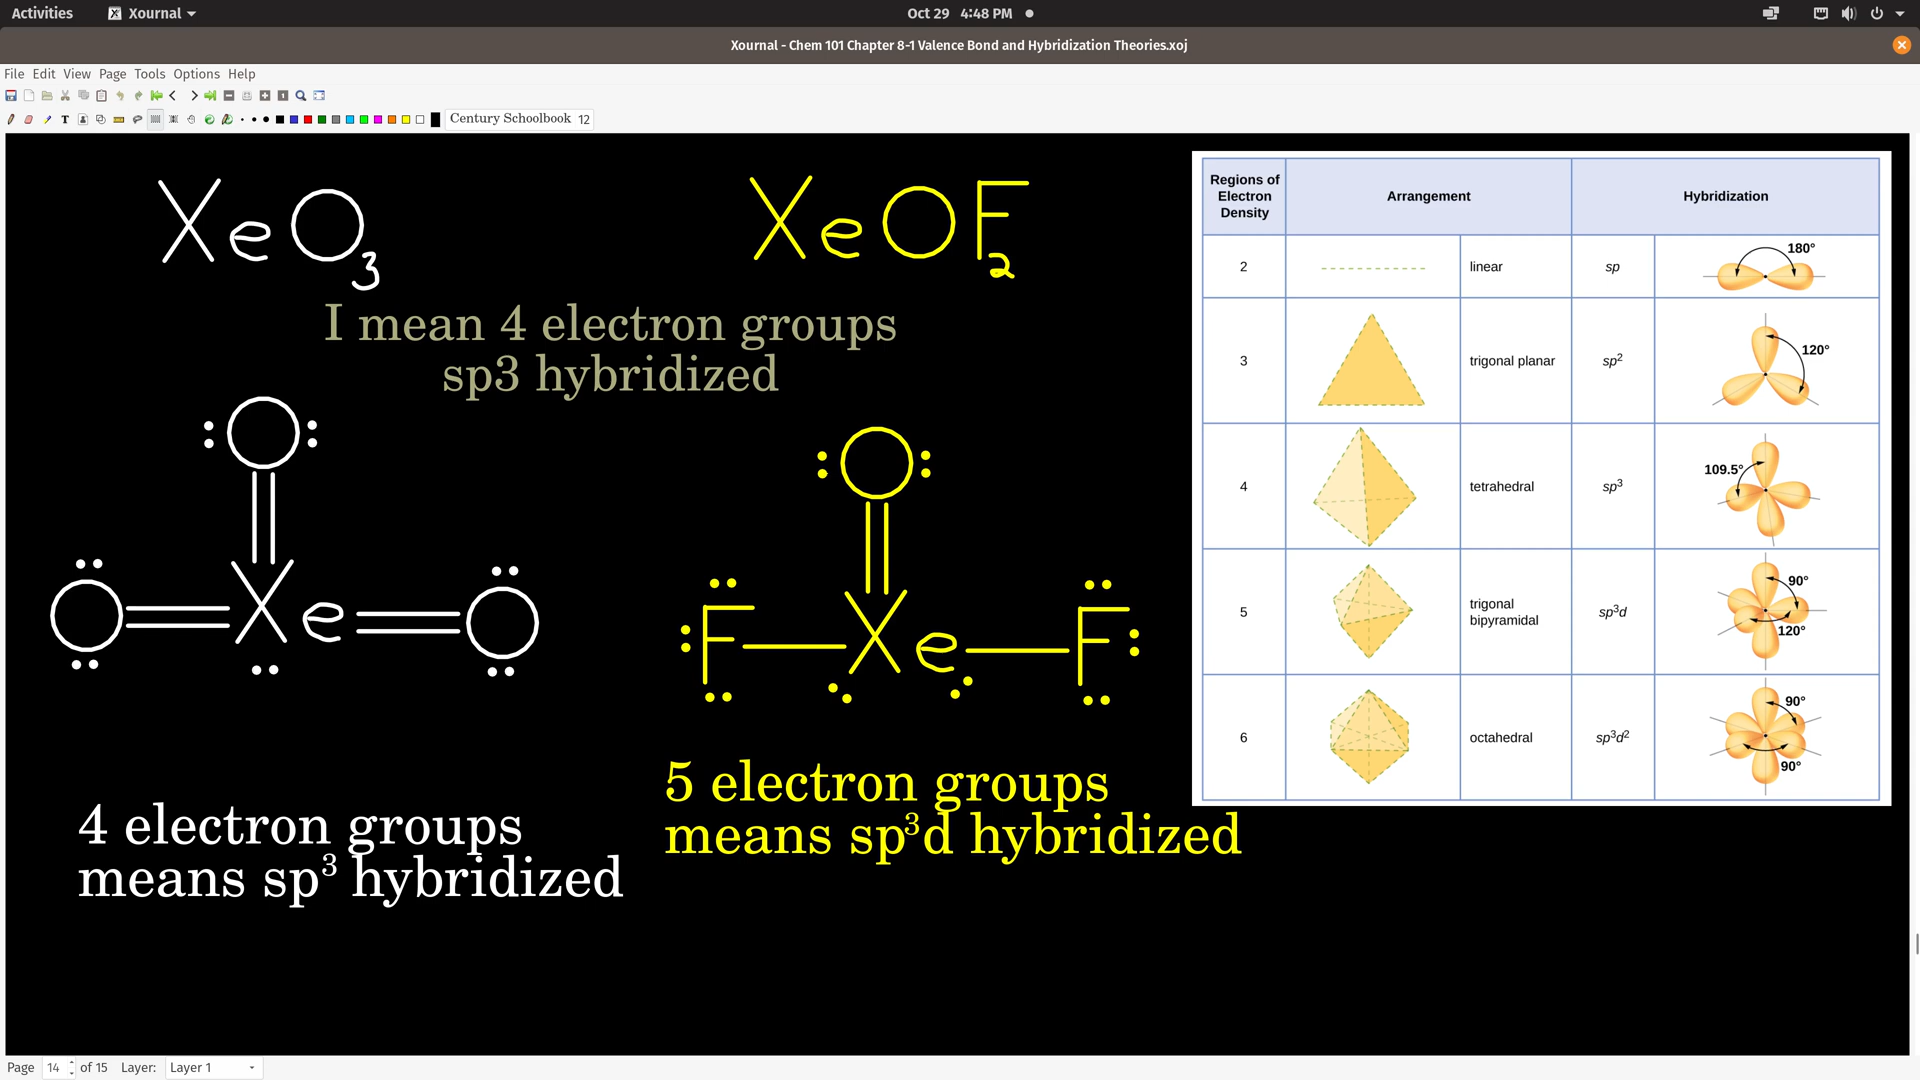 Activities
Xournal
Oct 29 4:48 PM
Xournal - Chem 101 Chapter 8-1 Valence Bond and Hybridization Theories.xoj
File Edit View Page Tools Options Help
Century Schoolbook 12
XeO3
XeOF2
I mean 4 electron groups
sp3 hybridized
:O:
O Xe O
4 electron groups
means sp³ hybridized
:O:
:F Xe F:
5 electron groups
means sp³d hybridized
Regions of Electron Density Arrangement Hybridization
2 linear sp 180°
3 trigonal planar sp² 120°
4 tetrahedral sp³ 109.5°
5 trigonal bipyramidal sp³d 90° 120°
6 octahedral sp³d² 90° 90°
Page 14 of 15 Layer: Layer 1